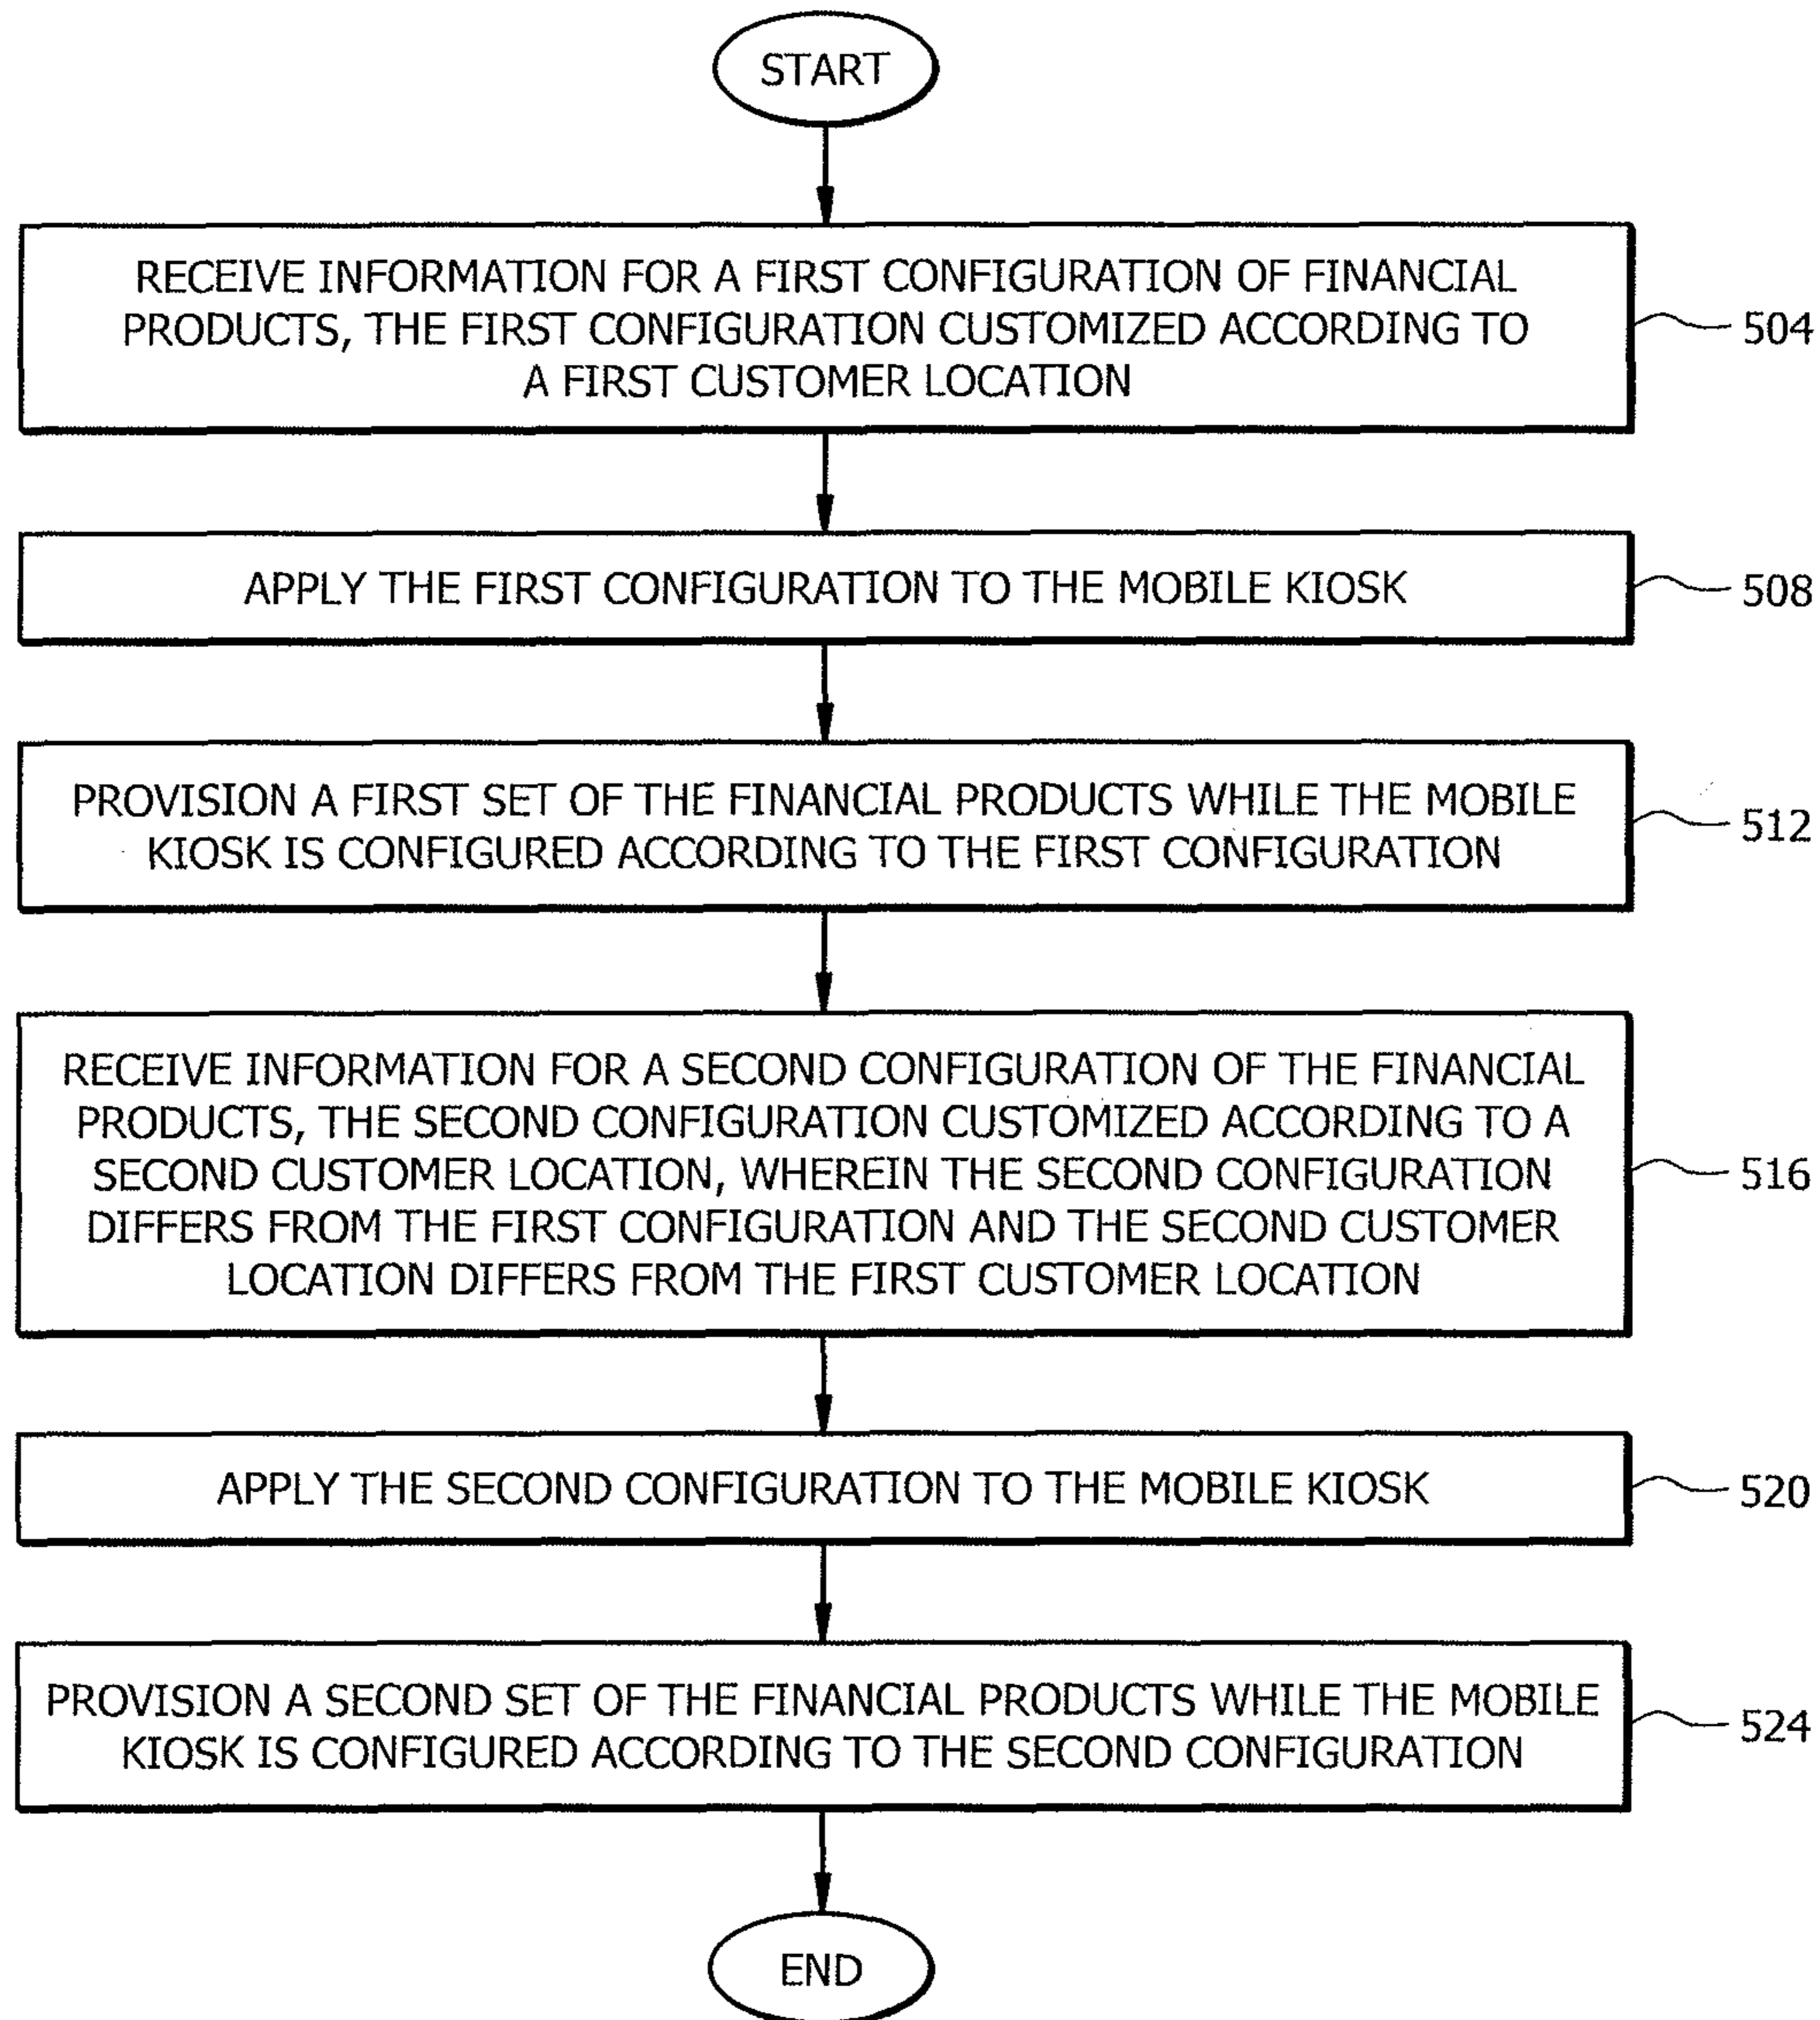 START
RECEIVE INFORMATION FOR A FIRST CONFIGURATION OF FINANCIAL
PRODUCTS, THE FIRST CONFIGURATION CUSTOMIZED ACCORDING TO
A FIRST CUSTOMER LOCATION
504
APPLY THE FIRST CONFIGURATION TO THE MOBILE KIOSK
508
PROVISION A FIRST SET OF THE FINANCIAL PRODUCTS WHILE THE MOBILE
KIOSK IS CONFIGURED ACCORDING TO THE FIRST CONFIGURATION
512
RECEIVE INFORMATION FOR A SECOND CONFIGURATION OF THE FINANCIAL
PRODUCTS, THE SECOND CONFIGURATION CUSTOMIZED ACCORDING TO A
SECOND CUSTOMER LOCATION, WHEREIN THE SECOND CONFIGURATION
DIFFERS FROM THE FIRST CONFIGURATION AND THE SECOND CUSTOMER
LOCATION DIFFERS FROM THE FIRST CUSTOMER LOCATION
516
APPLY THE SECOND CONFIGURATION TO THE MOBILE KIOSK
520
PROVISION A SECOND SET OF THE FINANCIAL PRODUCTS WHILE THE MOBILE
KIOSK IS CONFIGURED ACCORDING TO THE SECOND CONFIGURATION
524
END